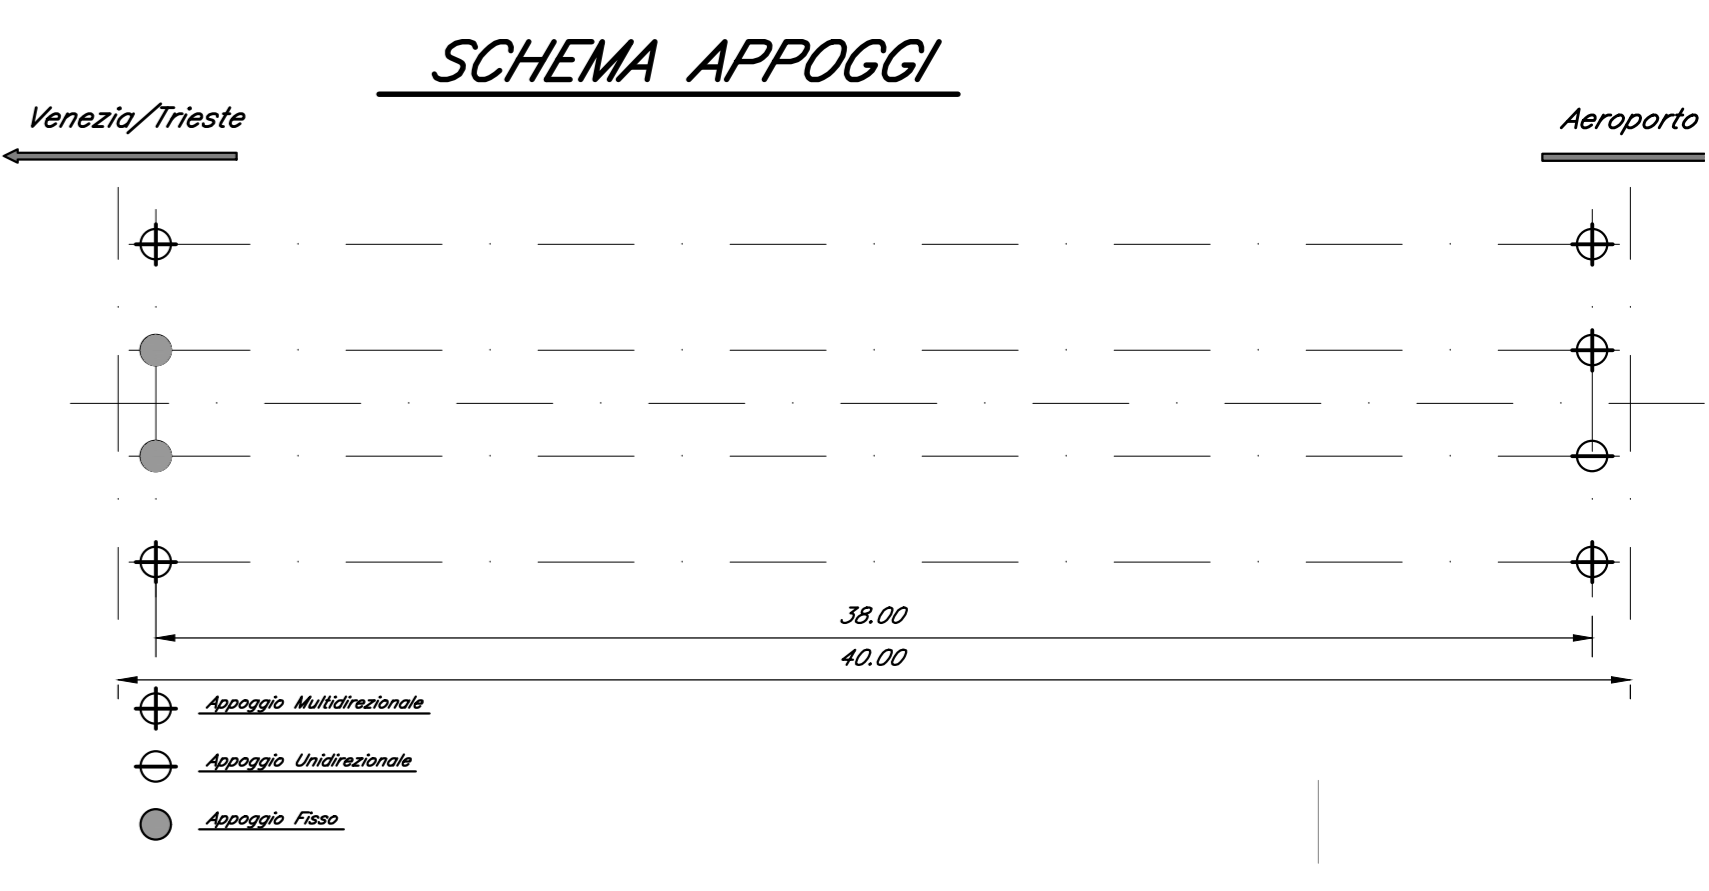 SCHEMA APPOGGI
Venezia/Trieste
Aeroporto
38.00
40.00
Appoggio Multidirezionale
Appoggio Unidirezionale
Appoggio Fisso